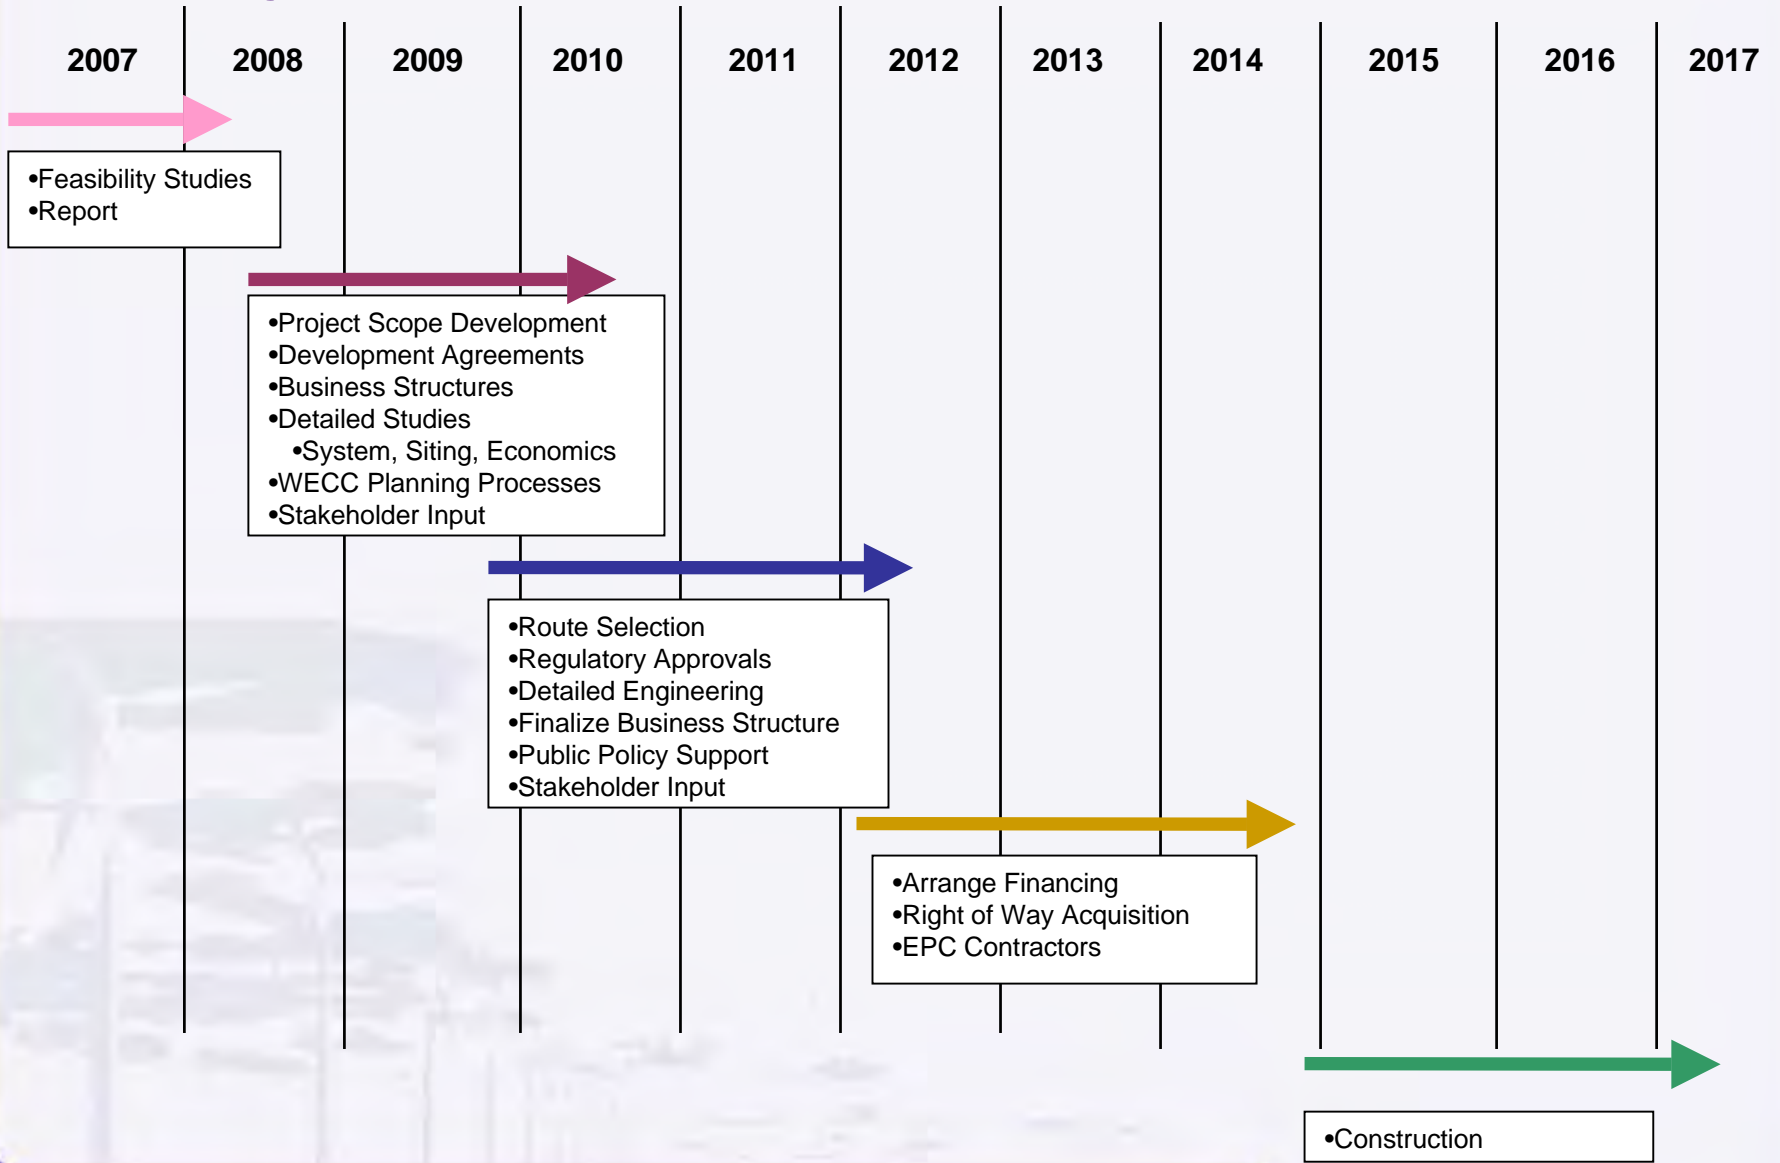 2007 2008 2009 2010 2011 2012 2013 2014 2015 2016 2017
•Feasibility Studies
•Report
•Project Scope Development
•Development Agreements
•Business Structures
•Detailed Studies
•System, Siting, Economics
•WECC Planning Processes
•Stakeholder Input
•Route Selection
•Regulatory Approvals
•Detailed Engineering
•Finalize Business Structure
•Public Policy Support
•Stakeholder Input
•Arrange Financing
•Right of Way Acquisition
•EPC Contractors
•Construction